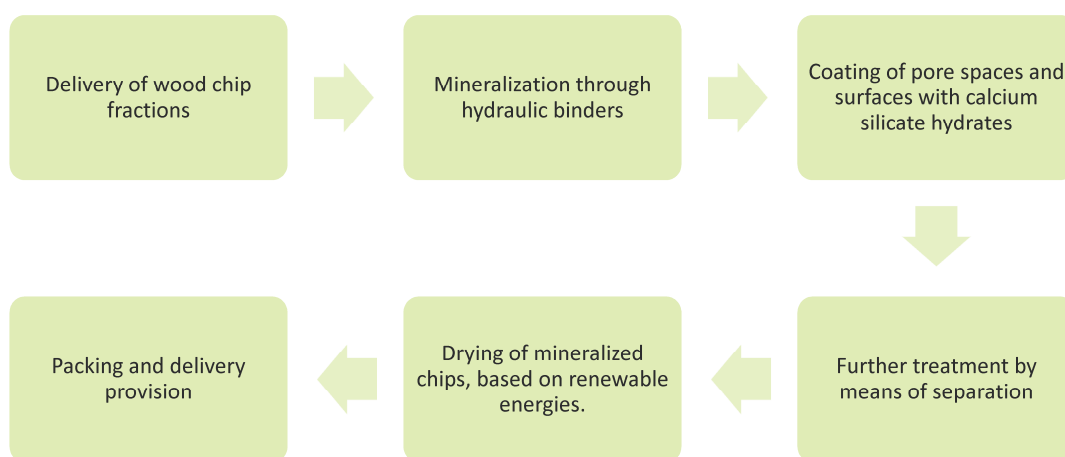 Delivery of wood chip
fractions
Mineralization through
hydraulic binders
Coating of pore spaces and
surfaces with calcium
silicate hydrates
Further treatment by
means of separation
Drying of mineralized
chips, based on renewable
energies.
Packing and delivery
provision